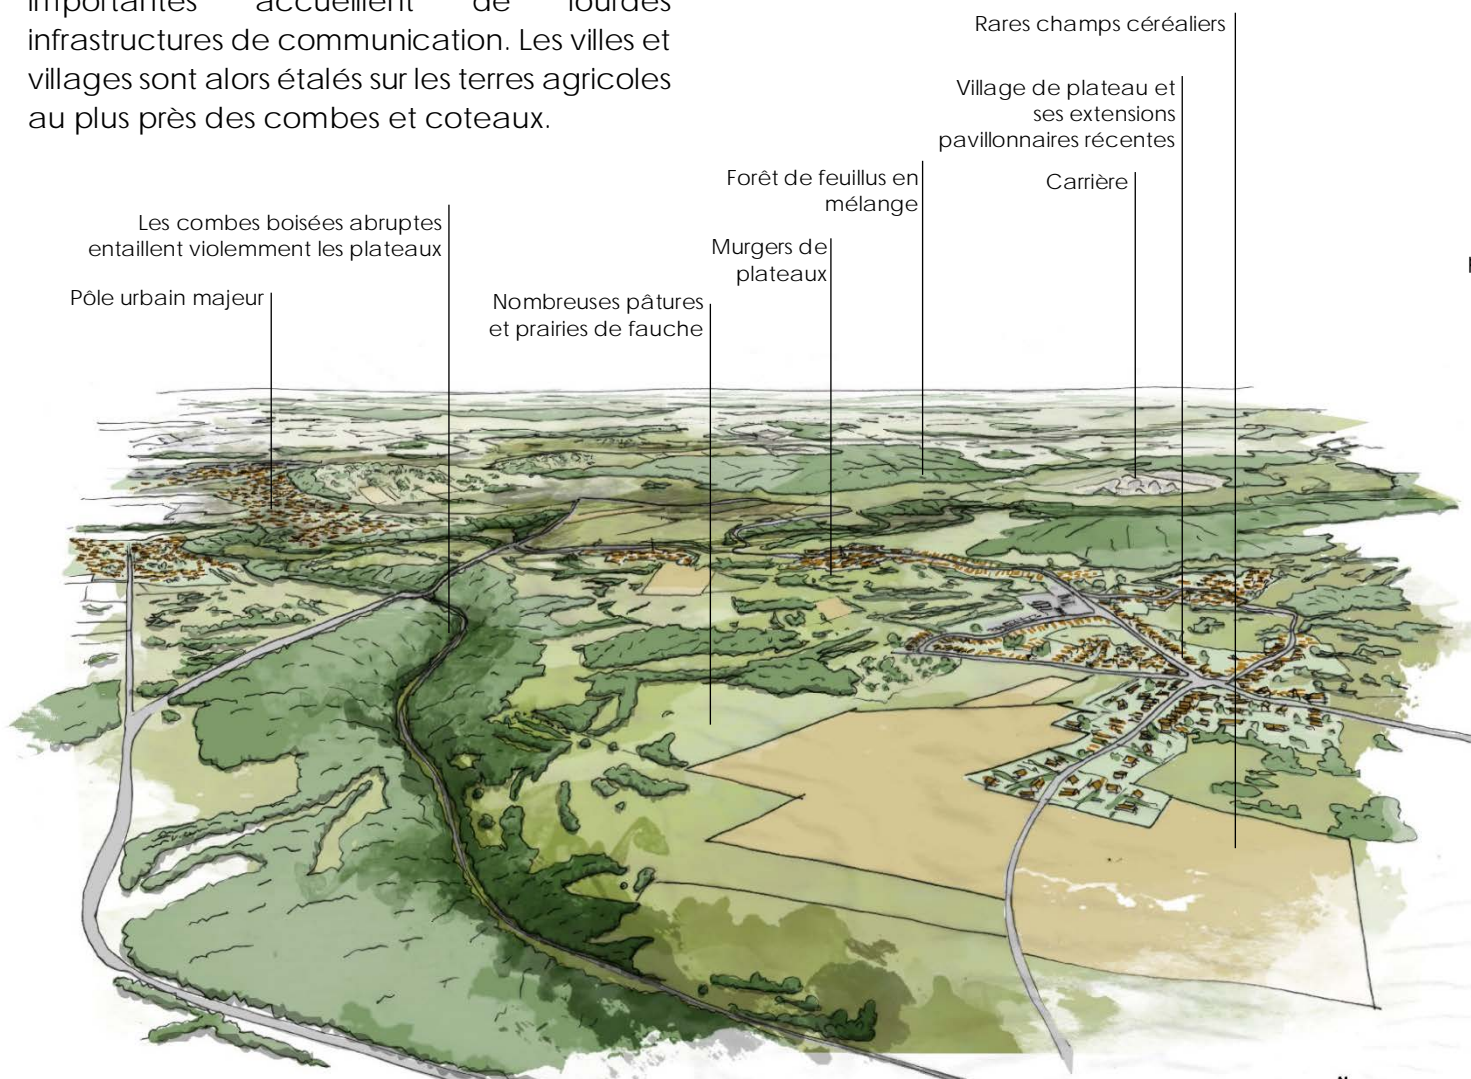 importantes accueillent de lourdes
infrastructures de communication. Les villes et
villages sont alors étalés sur les terres agricoles
au plus près des combes et coteaux.
Rares champs céréaliers
Village de plateau et
ses extensions
pavillonnaires récentes
Forêt de feuillus en
mélange
Carrière
Les combes boisées abruptes
entaillent violemment les plateaux
Murgers de
plateaux
Pôle urbain majeur
Nombreuses pâtures
et prairies de fauche